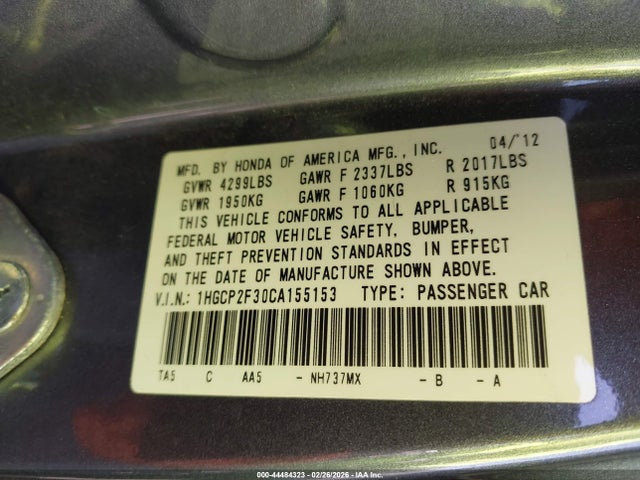 MFD. BY HONDA OF AMERICA MFG., INC. 04/'12
GVWR 4299LBS GAWR F 2337LBS R 2017LBS
GVWR 1950KG GAWR F 1060KG R 915KG
THIS VEHICLE CONFORMS TO ALL APPLICABLE
FEDERAL MOTOR VEHICLE SAFETY, BUMPER,
AND THEFT PREVENTION STANDARDS IN EFFECT
ON THE DATE OF MANUFACTURE SHOWN ABOVE.
V.I.N.: 1HGCP2F30CA155153 TYPE: PASSENGER CAR
TA5 C AA5 - NH737MX - B - A
000-44484323 - 02/26/2026 - IAA Inc.